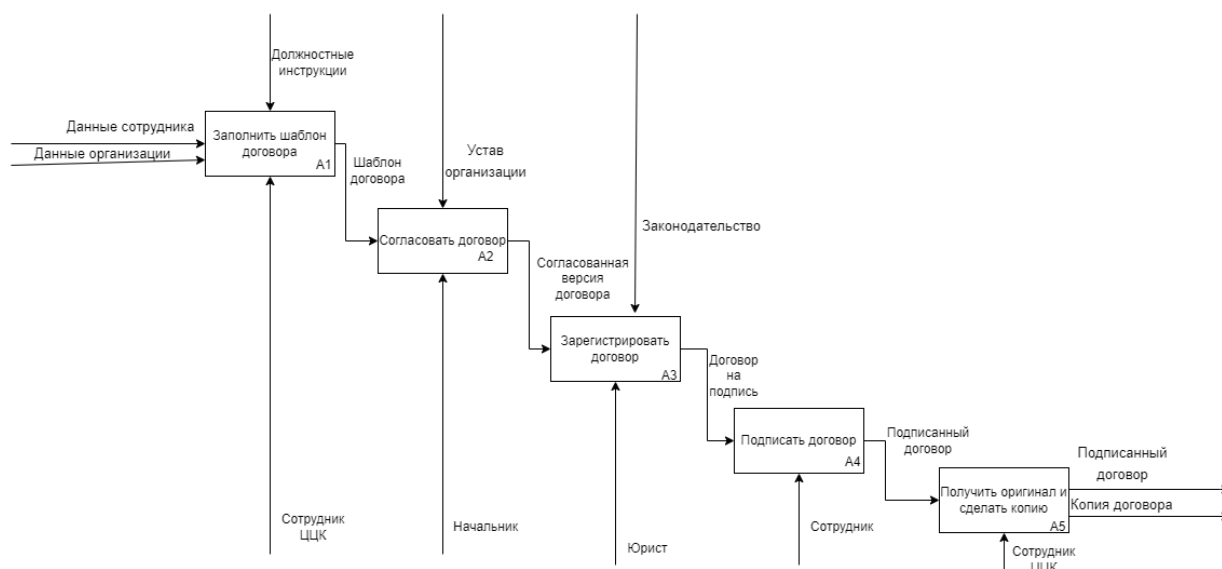 Должностные
инструкции
Данные сотрудника
Данные организации
Заполнить шаблон
договора
A1
Шаблон
договора
Устав
организации
Согласовать договор
A2
Законодательство
Согласованная
версия
договора
Зарегистрировать
договор
A3
Договор
на
подпись
Подписать договор
A4
Подписанный
договор
Получить оригинал и
сделать копию
A5
Подписанный
договор
Копия договора
Сотрудник
ЦЦК
Начальник
Юрист
Сотрудник
Сотрудник
ЦЦК